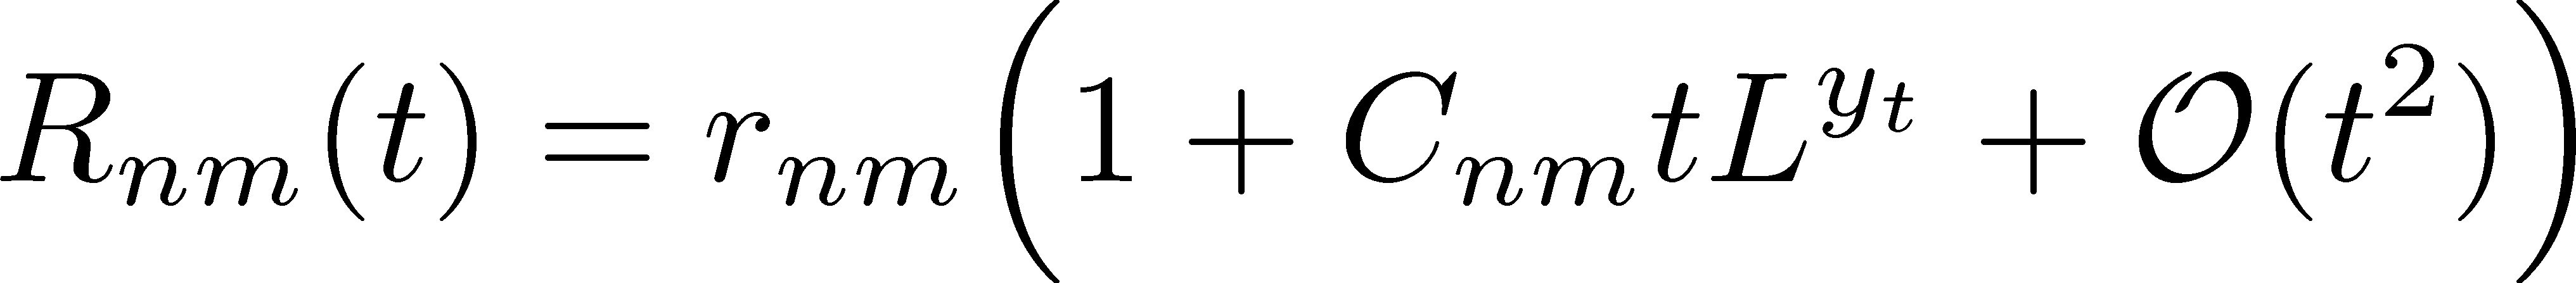 R_{nm}(t) = r_{nm} \left( 1 + C_{nm} t L^{y_t} + \mathcal{O}(t^2) \right)